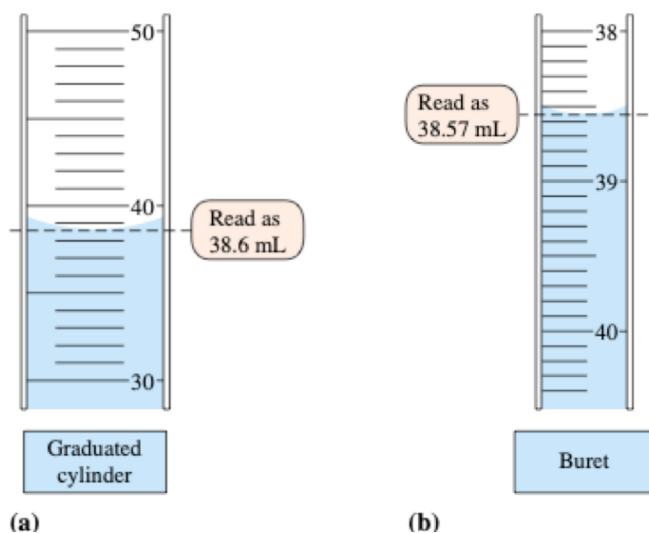 50
40
30
Read as
38.6 mL
Graduated
cylinder
(a)
38
39
40
Read as
38.57 mL
Buret
(b)